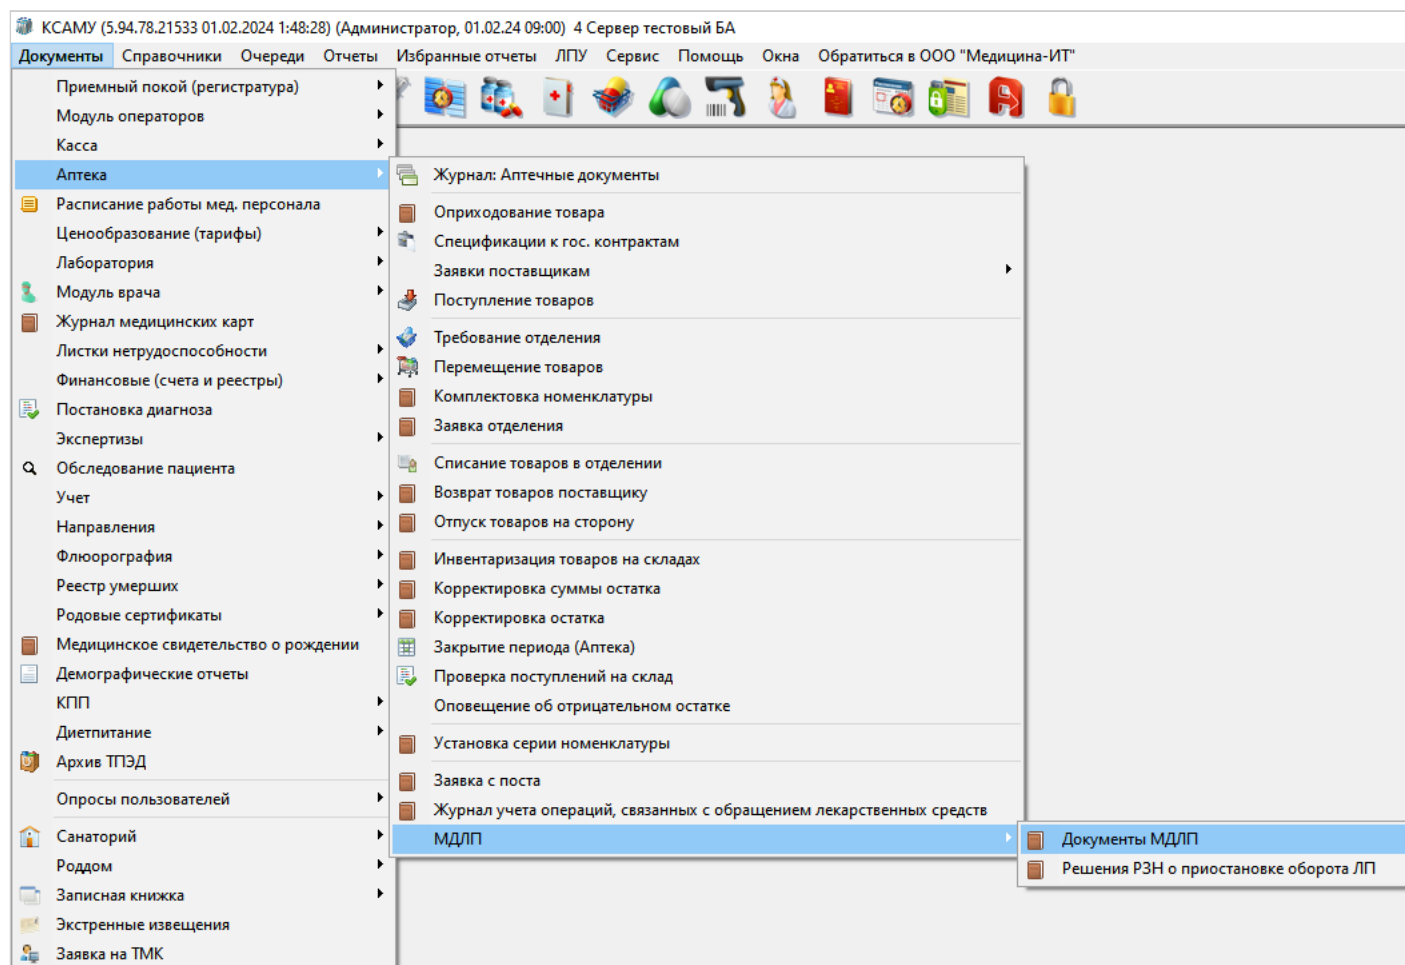 КСАМУ (5.94.78.21533 01.02.2024 1:48:28) (Администратор, 01.02.24 09:00) 4 Сервер тестовый БА
Документы Справочники Очереди Отчеты Избранные отчеты ЛПУ Сервис Помощь Окна Обратиться в ООО "Медицина-ИТ"
Приемный покой (регистратура)
Модуль операторов
Касса
Аптека
Расписание работы мед. персонала
Ценообразование (тарифы)
Лаборатория
Модуль врача
Журнал медицинских карт
Листки нетрудоспособности
Финансовые (счета и реестры)
Постановка диагноза
Экспертизы
Обследование пациента
Учет
Направления
Флюорография
Реестр умерших
Родовые сертификаты
Медицинское свидетельство о рождении
Демографические отчеты
КПП
Диетпитание
Архив ТПЭД
Опросы пользователей
Санаторий
Роддом
Записная книжка
Экстренные извещения
Заявка на ТМК
Журнал: Аптечные документы
Оприходование товара
Спецификации к гос. контрактам
Заявки поставщикам
Поступление товаров
Требование отделения
Перемещение товаров
Комплектовка номенклатуры
Заявка отделения
Списание товаров в отделении
Возврат товаров поставщику
Отпуск товаров на сторону
Инвентаризация товаров на складах
Корректировка суммы остатка
Корректировка остатка
Закрытие периода (Аптека)
Проверка поступлений на склад
Оповещение об отрицательном остатке
Установка серии номенклатуры
Заявка с поста
Журнал учета операций, связанных с обращением лекарственных средств
МДЛП
Документы МДЛП
Решения РЗН о приостановке оборота ЛП